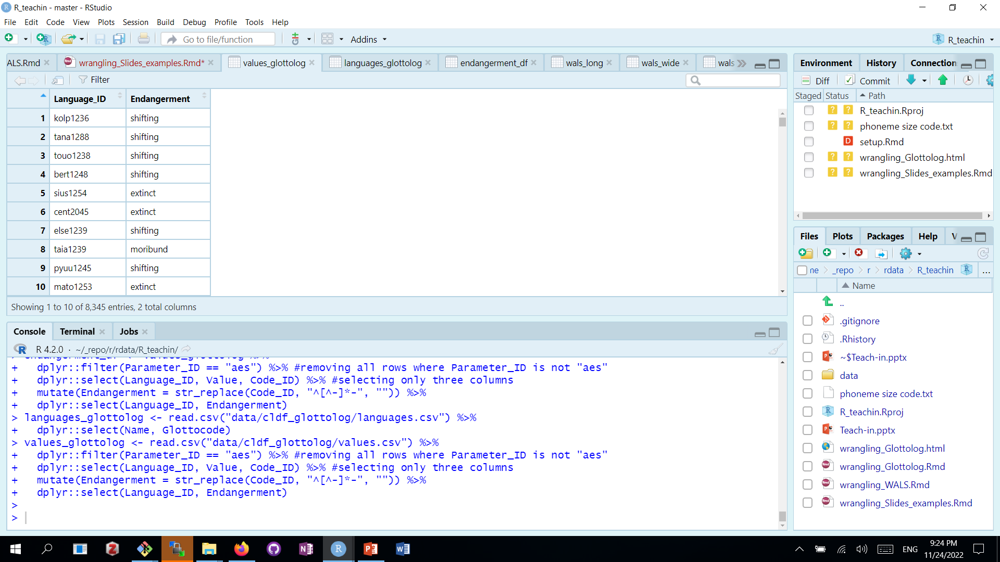 R_teachin - master - RStudio
File Edit Code View Plots Session Build Debug Profile Tools Help
Go to file/function Addins R_teachin
ALS.Rmd wrangling_Slides_examples.Rmd* values_glottolog languages_glottolog endangerment_df wals_long wals_wide wals
Filter
Language_ID Endangerment
1 kolp1236 shifting
2 tana1288 shifting
3 touo1238 shifting
4 bert1248 shifting
5 sius1254 extinct
6 cent2045 extinct
7 else1239 shifting
8 taia1239 moribund
9 pyuu1245 shifting
10 mato1253 extinct
Showing 1 to 10 of 8,345 entries, 2 total columns
Console Terminal Jobs
R 4.2.0 · ~/_repo/r/rdata/R_teachin/
> endangerment_df <- values_glottolog %>%
+   dplyr::filter(Parameter_ID == "aes") %>% #removing all rows where Parameter_ID is not "aes"
+   dplyr::select(Language_ID, Value, Code_ID) %>% #selecting only three columns
+   mutate(Endangerment = str_replace(Code_ID, "^[^-]*-", "")) %>%
+   dplyr::select(Language_ID, Endangerment)
> languages_glottolog <- read.csv("data/cldf_glottolog/languages.csv") %>%
+   dplyr::select(Name, Glottocode)
> values_glottolog <- read.csv("data/cldf_glottolog/values.csv") %>%
+   dplyr::filter(Parameter_ID == "aes") %>% #removing all rows where Parameter_ID is not "aes"
+   dplyr::select(Language_ID, Value, Code_ID) %>% #selecting only three columns
+   mutate(Endangerment = str_replace(Code_ID, "^[^-]*-", "")) %>%
+   dplyr::select(Language_ID, Endangerment)
>
>
Environment History Connection
Diff Commit
Staged Status Path
? ? R_teachin.Rproj
? ? phoneme size code.txt
D setup.Rmd
? ? wrangling_Glottolog.html
? ? wrangling_Slides_examples.Rmd
Files Plots Packages Help V
ne _repo r rdata R_teachin ...
Name
..
.gitignore
.Rhistory
~$Teach-in.pptx
data
phoneme size code.txt
R_teachin.Rproj
Teach-in.pptx
wrangling_Glottolog.html
wrangling_Glottolog.Rmd
wrangling_WALS.Rmd
wrangling_Slides_examples.Rmd
ENG
9:24 PM
11/24/2022